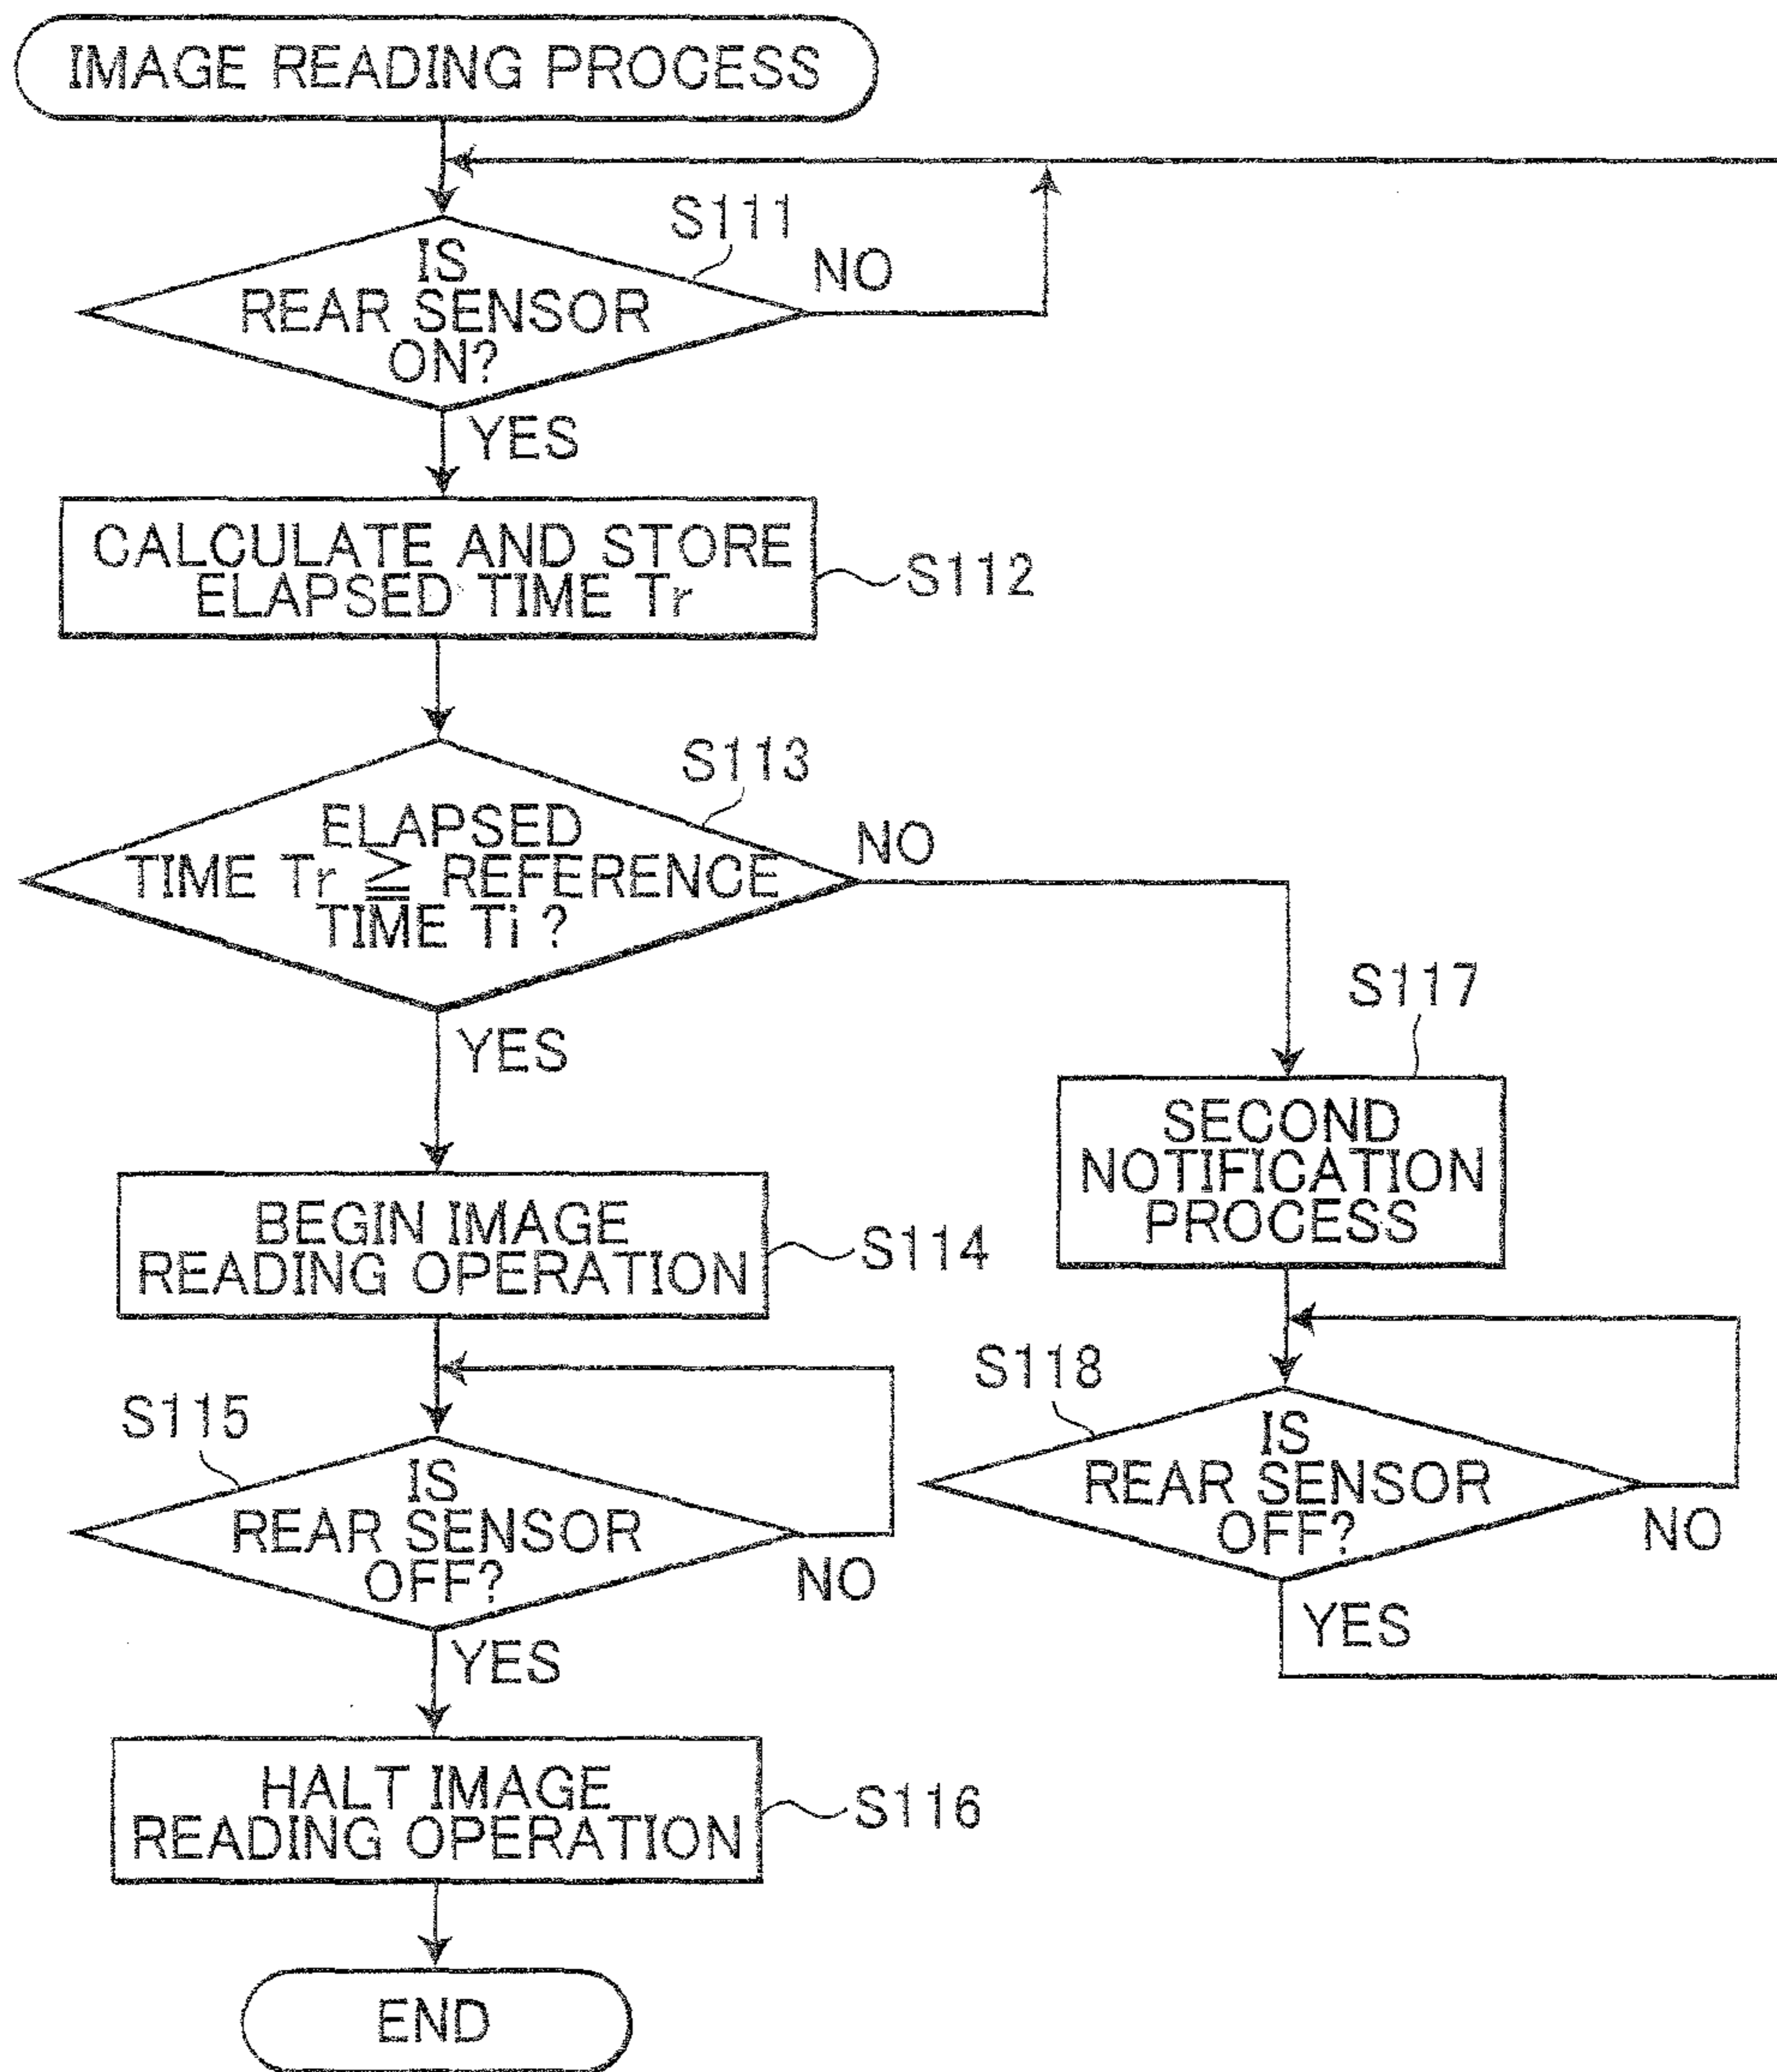 IMAGE READING PROCESS
S111
IS
REAR SENSOR
ON?
NO
YES
CALCULATE AND STORE
ELAPSED TIME Tr
S112
S113
ELAPSED
TIME Tr ≧ REFERENCE
TIME Ti ?
NO
YES
S117
SECOND
NOTIFICATION
PROCESS
BEGIN IMAGE
READING OPERATION
S114
S115
IS
REAR SENSOR
OFF?
NO
YES
S118
IS
REAR SENSOR
OFF?
NO
YES
HALT IMAGE
READING OPERATION
S116
END